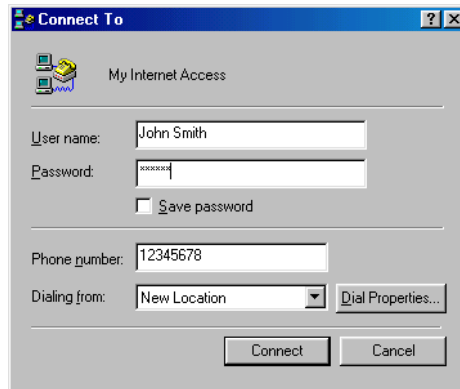 Connect To
My Internet Access
User name: John Smith
Password: ××××××
Save password
Phone number: 12345678
Dialing from: New Location Dial Properties...
Connect Cancel